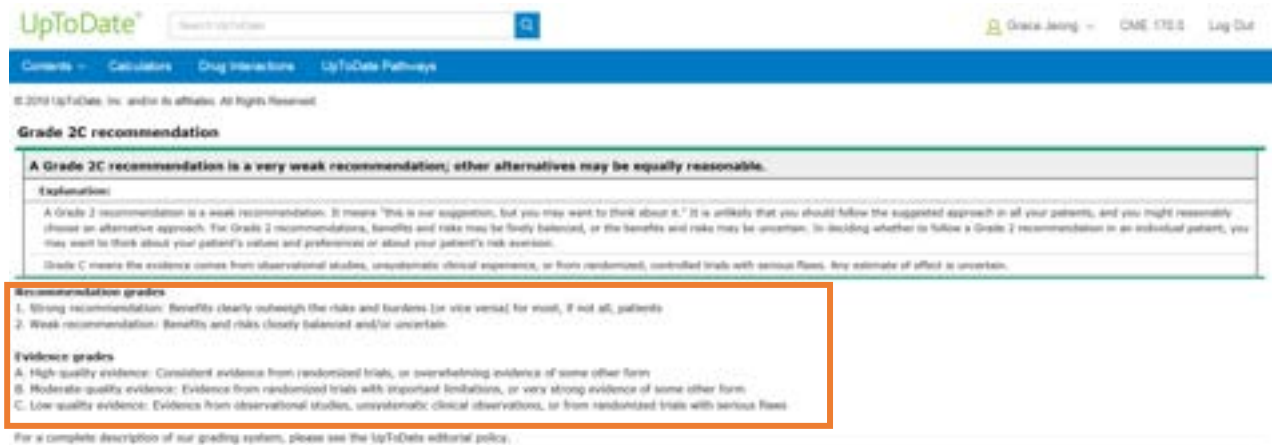 UpToDate®
Search UpToDate
Grace Jeong CME 170.5 Log Out
Contents Calculators Drug Interactions UpToDate Pathways
© 2019 UpToDate, Inc. and/or its affiliates. All Rights Reserved.
Grade 2C recommendation
A Grade 2C recommendation is a very weak recommendation; other alternatives may be equally reasonable.
Explanation:
A Grade 2 recommendation is a weak recommendation. It means "this is our suggestion, but you may want to think about it." It is unlikely that you should follow the suggested approach in all your patients, and you might reasonably
choose an alternative approach. For Grade 2 recommendations, benefits and risks may be finely balanced, or the benefits and risks may be uncertain. In deciding whether to follow a Grade 2 recommendation in an individual patient, you
may want to think about your patient's values and preferences or about your patient's risk aversion.
Grade C means the evidence comes from observational studies, unsystematic clinical experience, or from randomized, controlled trials with serious flaws. Any estimate of effect is uncertain.
Recommendation grades
1. Strong recommendation: Benefits clearly outweigh the risks and burdens (or vice versa) for most, if not all, patients
2. Weak recommendation: Benefits and risks closely balanced and/or uncertain
Evidence grades
A. High-quality evidence: Consistent evidence from randomized trials, or overwhelming evidence of some other form
B. Moderate-quality evidence: Evidence from randomized trials with important limitations, or very strong evidence of some other form
C. Low-quality evidence: Evidence from observational studies, unsystematic clinical observations, or from randomized trials with serious flaws
For a complete description of our grading system, please see the UpToDate editorial policy.